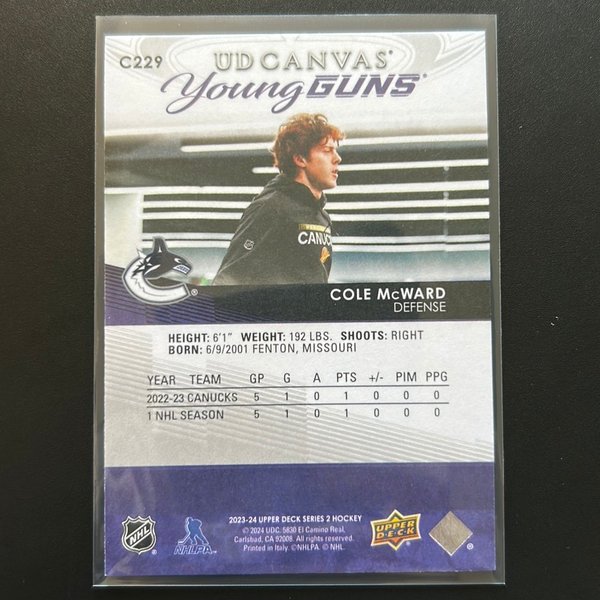 C229
UD CANVAS®
Young GUNS®
CANUC
COLE McWARD
DEFENSE
HEIGHT: 6'1" WEIGHT: 192 LBS. SHOOTS: RIGHT
BORN: 6/9/2001 FENTON, MISSOURI
YEAR TEAM GP G A PTS +/- PIM PPG
2022-23 CANUCKS 5 1 0 1 0 0 0
1 NHL SEASON 5 1 0 1 0 0 0
2023-24 UPPER DECK SERIES 2 HOCKEY
© 2024 UDC. 5830 El Camino Real,
Carlsbad, CA 92008. All rights reserved.
Printed in Italy. ©NHLPA. © NHL.
NHL
NHLPA
UPPER
DECK
®